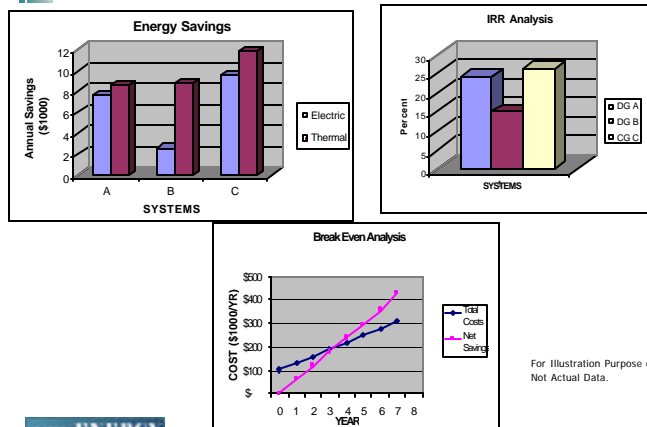 Energy Savings
Annual Savings
($1000)
12
10
8
6
4
2
0
A B C
SYSTEMS
Electric
Thermal
IRR Analysis
Percent
30
25
20
15
10
5
0
SYSTEMS
DG A
DG B
CG C
Break Even Analysis
COST ($1000/YR)
$500
$400
$300
$200
$100
$-
0 1 2 3 4 5 6 7 8
YEAR
Total
Costs
Net
Savings
For Illustration Purpose
Not Actual Data.
ENERGY